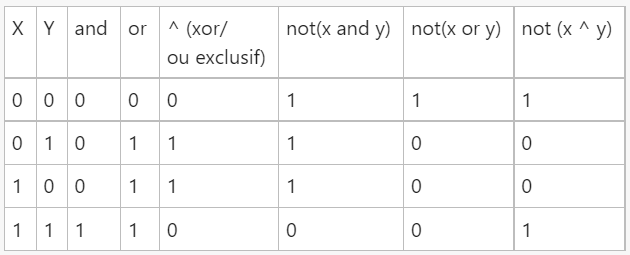 X Y and or ^ (xor/ not(x and y) not(x or y) not (x ^ y)
ou exclusif)
0 0 0 0 0 1 1 1
0 1 0 1 1 1 0 0
1 0 0 1 1 1 0 0
1 1 1 1 0 0 0 1